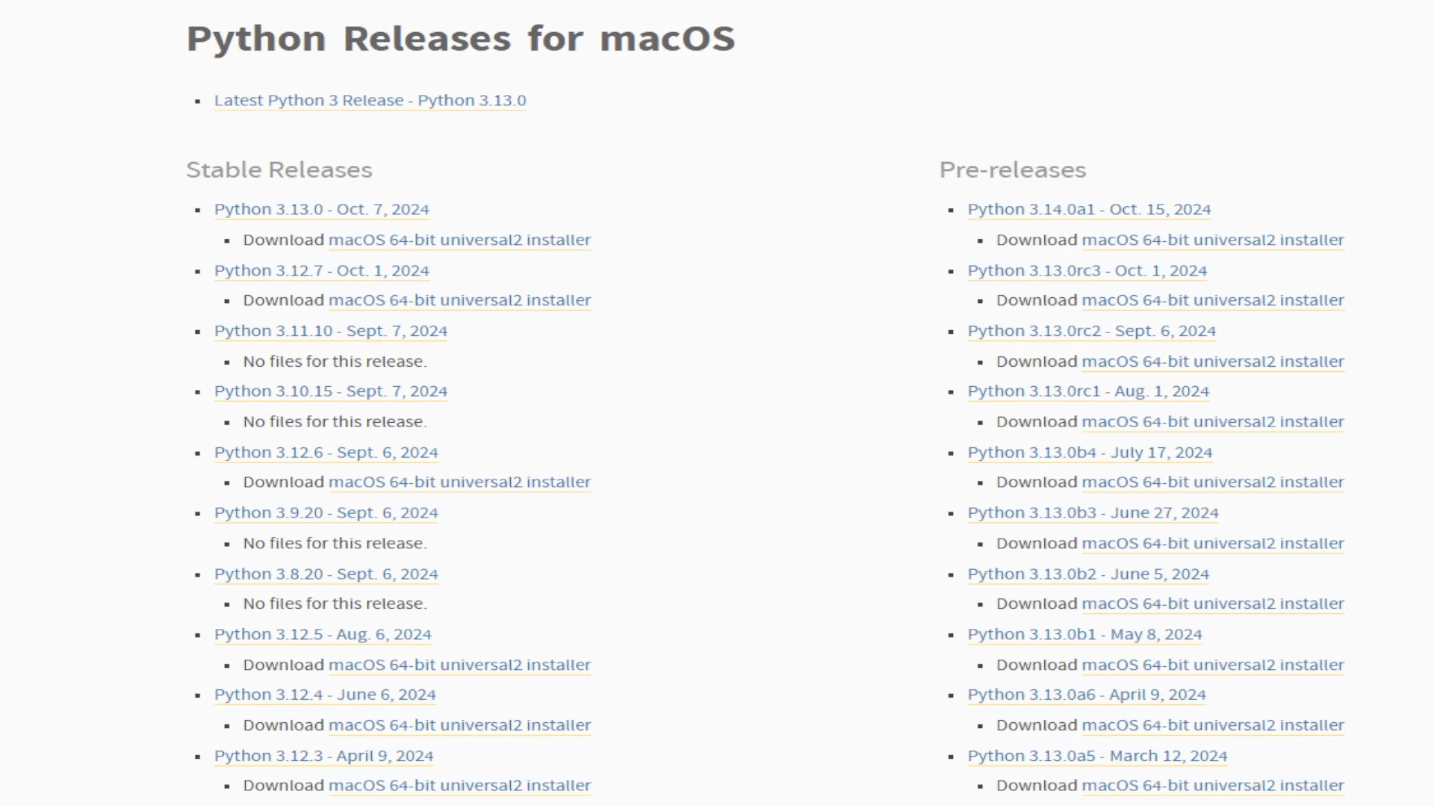 Python Releases for macOS
Latest Python 3 Release - Python 3.13.0
Stable Releases
Python 3.13.0 - Oct. 7, 2024
Download macOS 64-bit universal2 installer
Python 3.12.7 - Oct. 1, 2024
Download macOS 64-bit universal2 installer
Python 3.11.10 - Sept. 7, 2024
No files for this release.
Python 3.10.15 - Sept. 7, 2024
No files for this release.
Python 3.12.6 - Sept. 6, 2024
Download macOS 64-bit universal2 installer
Python 3.9.20 - Sept. 6, 2024
No files for this release.
Python 3.8.20 - Sept. 6, 2024
No files for this release.
Python 3.12.5 - Aug. 6, 2024
Download macOS 64-bit universal2 installer
Python 3.12.4 - June 6, 2024
Download macOS 64-bit universal2 installer
Python 3.12.3 - April 9, 2024
Download macOS 64-bit universal2 installer
Pre-releases
Python 3.14.0a1 - Oct. 15, 2024
Download macOS 64-bit universal2 installer
Python 3.13.0rc3 - Oct. 1, 2024
Download macOS 64-bit universal2 installer
Python 3.13.0rc2 - Sept. 6, 2024
Download macOS 64-bit universal2 installer
Python 3.13.0rc1 - Aug. 1, 2024
Download macOS 64-bit universal2 installer
Python 3.13.0b4 - July 17, 2024
Download macOS 64-bit universal2 installer
Python 3.13.0b3 - June 27, 2024
Download macOS 64-bit universal2 installer
Python 3.13.0b2 - June 5, 2024
Download macOS 64-bit universal2 installer
Python 3.13.0b1 - May 8, 2024
Download macOS 64-bit universal2 installer
Python 3.13.0a6 - April 9, 2024
Download macOS 64-bit universal2 installer
Python 3.13.0a5 - March 12, 2024
Download macOS 64-bit universal2 installer